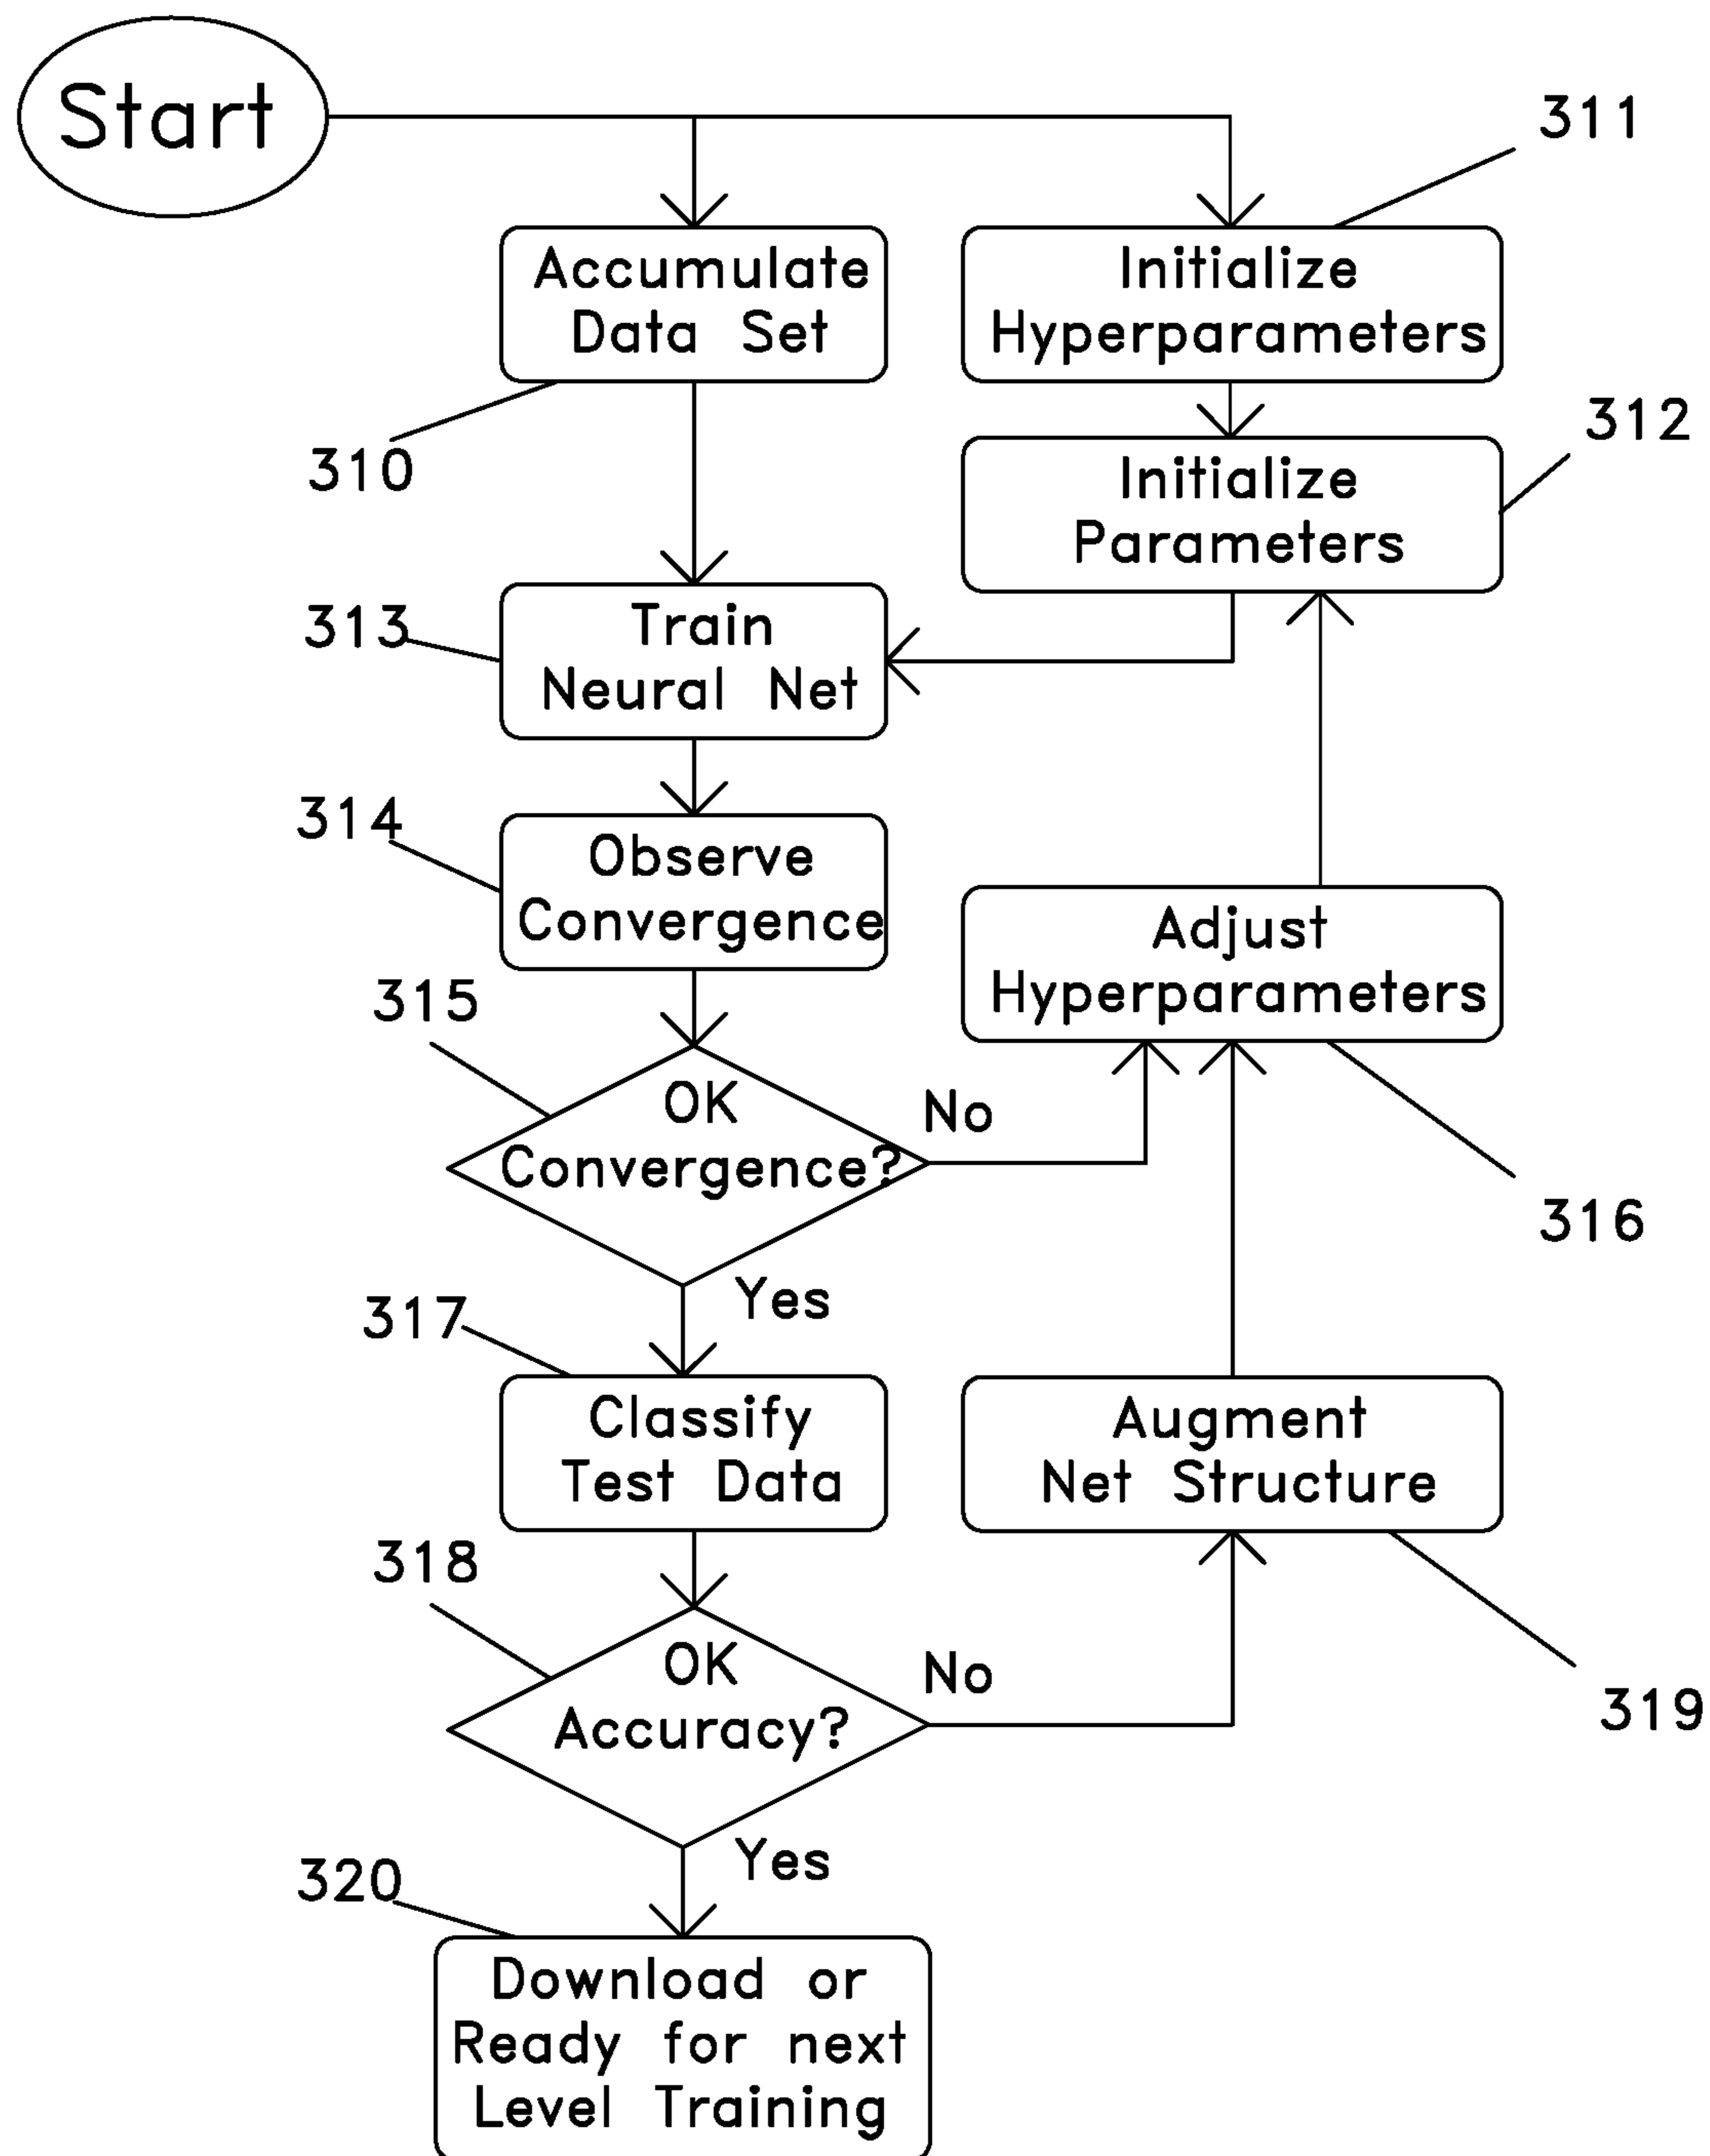 Start
311
Accumulate
Data Set
Initialize
Hyperparameters
310
312
Initialize
Parameters
313
Train
Neural Net
314
Observe
Convergence
Adjust
Hyperparameters
315
OK
Convergence?
No
316
Yes
317
Classify
Test Data
Augment
Net Structure
318
OK
Accuracy?
No
319
Yes
320
Download or
Ready for next
Level Training